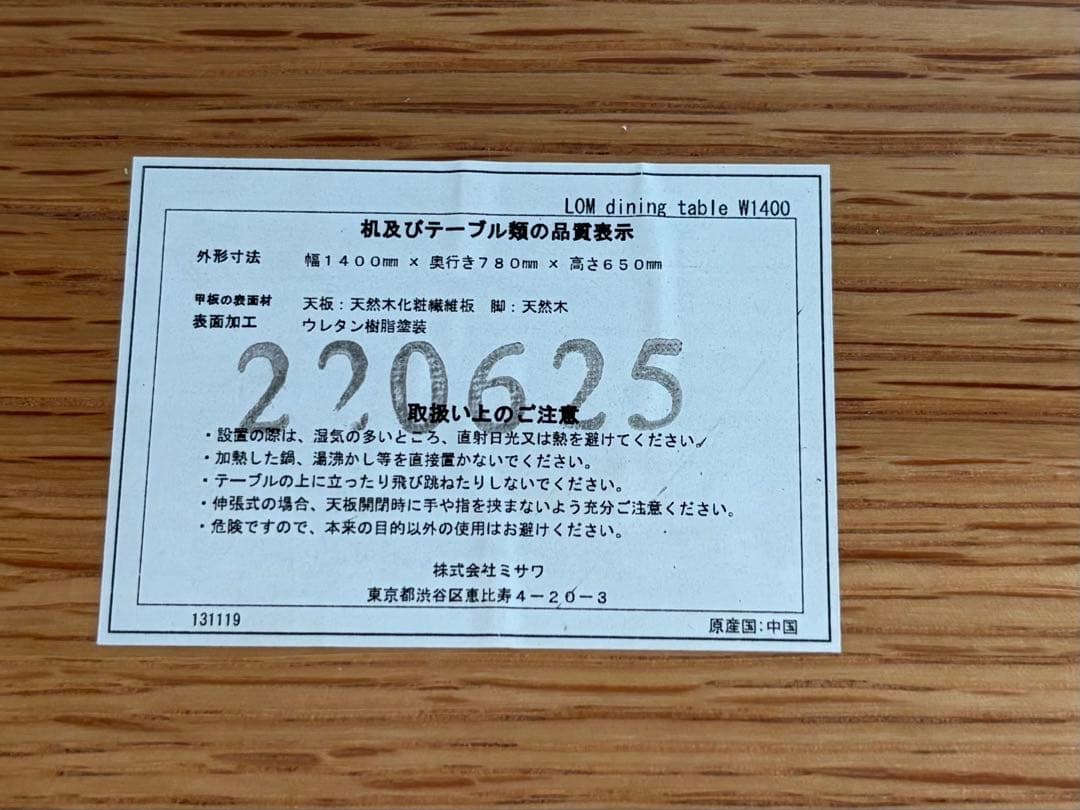 LOM dining table W1400
机及びテーブル類の品質表示
外形寸法 幅1400㎜ × 奥行き780㎜ × 高さ650㎜
甲板の表面材 天板：天然木化粧繊維板 脚：天然木
表面加工 ウレタン樹脂塗装
220625
取扱い上のご注意
・設置の際は、湿気の多いところ、直射日光又は熱を避けてください。
・加熱した鍋、湯沸かし等を直接置かないでください。
・テーブルの上に立ったり飛び跳ねたりしないでください。
・伸張式の場合、天板開閉時に手や指を挟まないよう充分ご注意ください。
・危険ですので、本来の目的以外の使用はお避けください。
株式会社ミサワ
東京都渋谷区恵比寿4－20－3
131119 原産国:中国